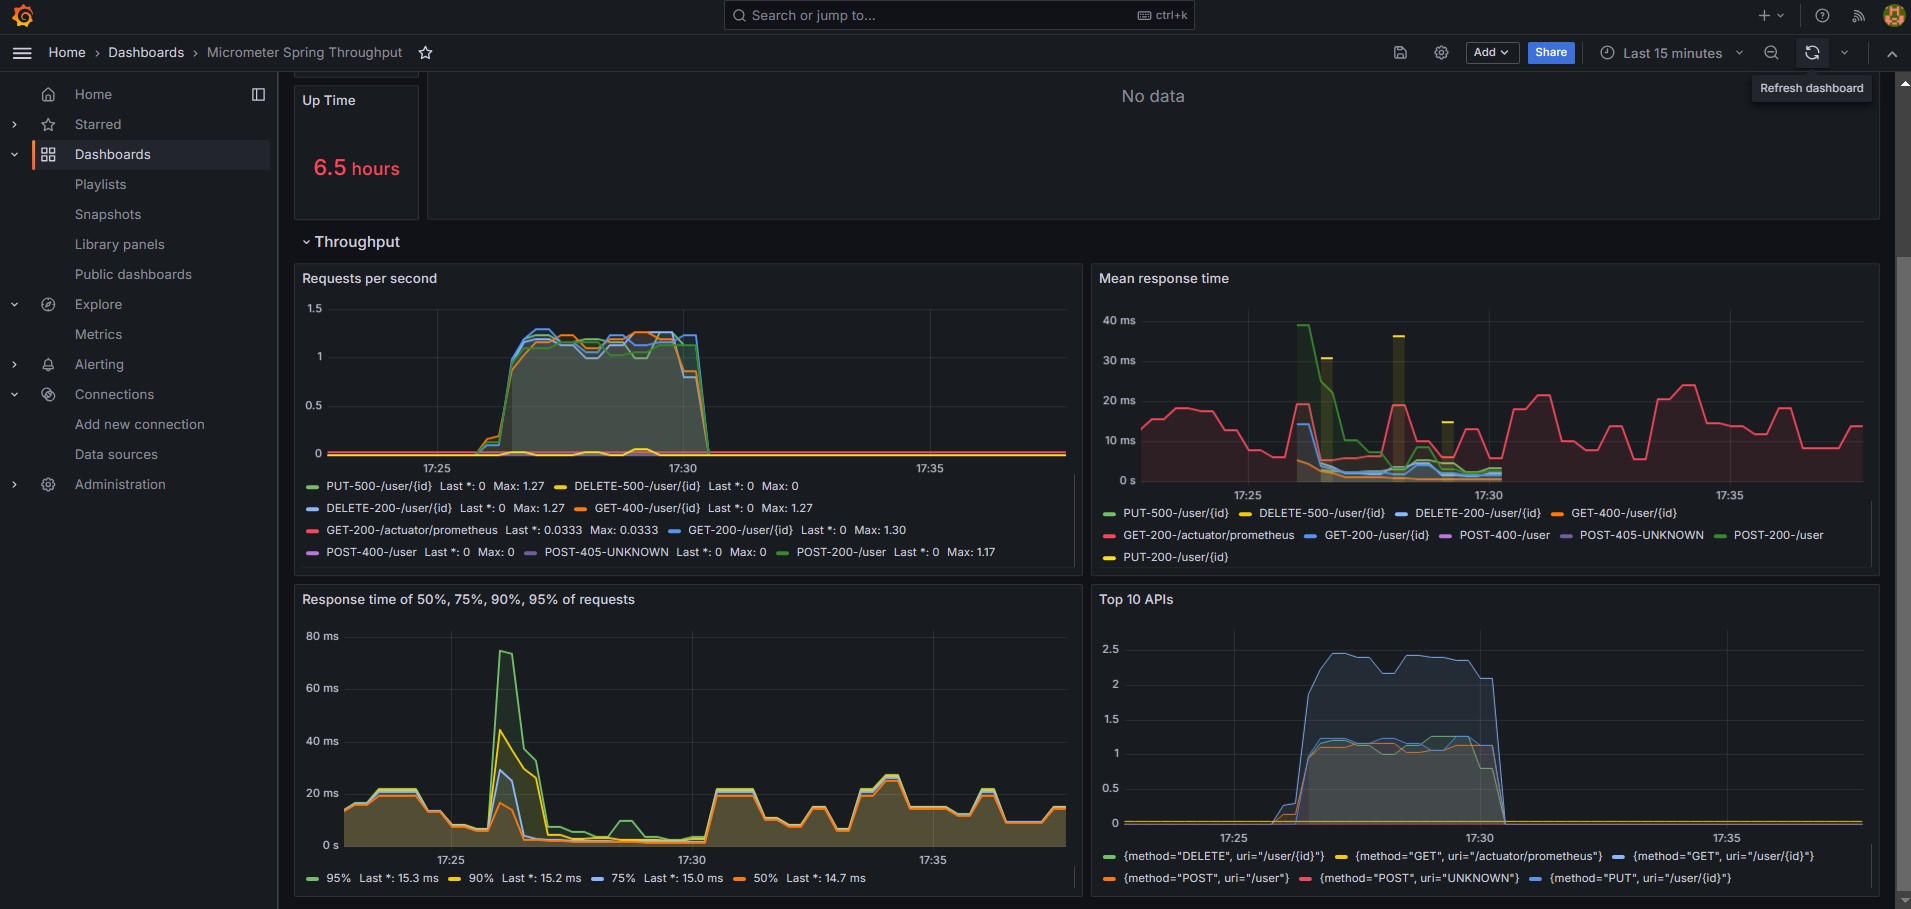 Search or jump to...
ctrl+k
Home › Dashboards › Micrometer Spring Throughput
Add
Share
Last 15 minutes
Refresh dashboard
Home
Starred
Dashboards
Playlists
Snapshots
Library panels
Public dashboards
Explore
Metrics
Alerting
Connections
Add new connection
Data sources
Administration
Up Time
6.5 hours
No data
Throughput
Requests per second
1.5
1
0.5
0
17:25 17:30 17:35
PUT-500-/user/{id} Last *: 0 Max: 1.27 DELETE-500-/user/{id} Last *: 0 Max: 0
DELETE-200-/user/{id} Last *: 0 Max: 1.27 GET-400-/user/{id} Last *: 0 Max: 1.27
GET-200-/actuator/prometheus Last *: 0.0333 Max: 0.0333 GET-200-/user/{id} Last *: 0 Max: 1.30
POST-400-/user Last *: 0 Max: 0 POST-405-UNKNOWN Last *: 0 Max: 0 POST-200-/user Last *: 0 Max: 1.17
Mean response time
40 ms
30 ms
20 ms
10 ms
0 s
17:25 17:30 17:35
PUT-500-/user/{id} DELETE-500-/user/{id} DELETE-200-/user/{id} GET-400-/user/{id}
GET-200-/actuator/prometheus GET-200-/user/{id} POST-400-/user POST-405-UNKNOWN POST-200-/user
PUT-200-/user/{id}
Response time of 50%, 75%, 90%, 95% of requests
80 ms
60 ms
40 ms
20 ms
0 s
17:25 17:30 17:35
95% Last *: 15.3 ms 90% Last *: 15.2 ms 75% Last *: 15.0 ms 50% Last *: 14.7 ms
Top 10 APIs
2.5
2
1.5
1
0.5
0
17:25 17:30 17:35
{method="DELETE", uri="/user/{id}"} {method="GET", uri="/actuator/prometheus"} {method="GET", uri="/user/{id}"}
{method="POST", uri="/user"} {method="POST", uri="UNKNOWN"} {method="PUT", uri="/user/{id}"}